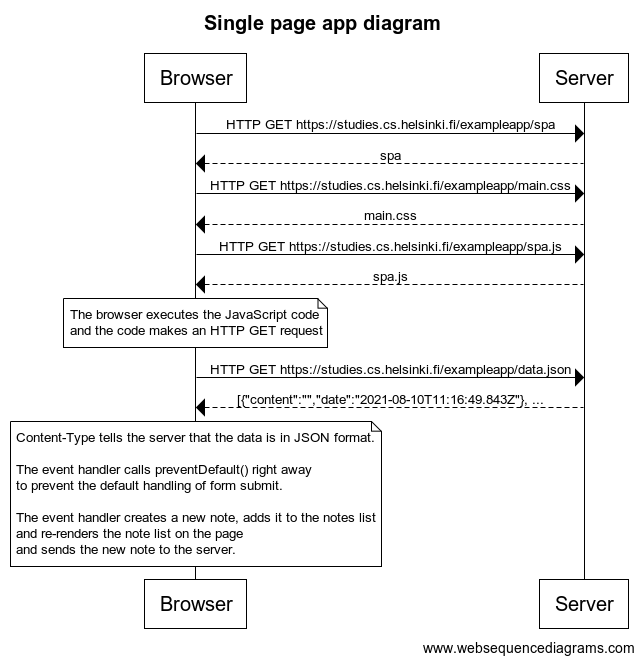 Single page app diagram
Browser
Server
HTTP GET https://studies.cs.helsinki.fi/exampleapp/spa
spa
HTTP GET https://studies.cs.helsinki.fi/exampleapp/main.css
main.css
HTTP GET https://studies.cs.helsinki.fi/exampleapp/spa.js
spa.js
The browser executes the JavaScript code
and the code makes an HTTP GET request
HTTP GET https://studies.cs.helsinki.fi/exampleapp/data.json
[{"content":"","date":"2021-08-10T11:16:49.843Z"}, ...
Content-Type tells the server that the data is in JSON format.
The event handler calls preventDefault() right away
to prevent the default handling of form submit.
The event handler creates a new note, adds it to the notes list
and re-renders the note list on the page
and sends the new note to the server.
Browser
Server
www.websequencediagrams.com